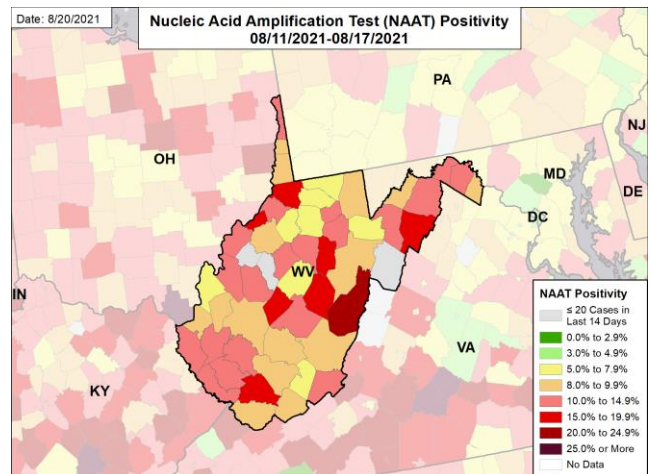 Date: 8/20/2021
Nucleic Acid Amplification Test (NAAT) Positivity
08/11/2021-08/17/2021
PA
NJ
OH
MD
DE
DC
WV
IN
VA
KY
NAAT Positivity
≤ 20 Cases in
Last 14 Days
0.0% to 2.9%
3.0% to 4.9%
5.0% to 7.9%
8.0% to 9.9%
10.0% to 14.9%
15.0% to 19.9%
20.0% to 24.9%
25.0% or More
No Data